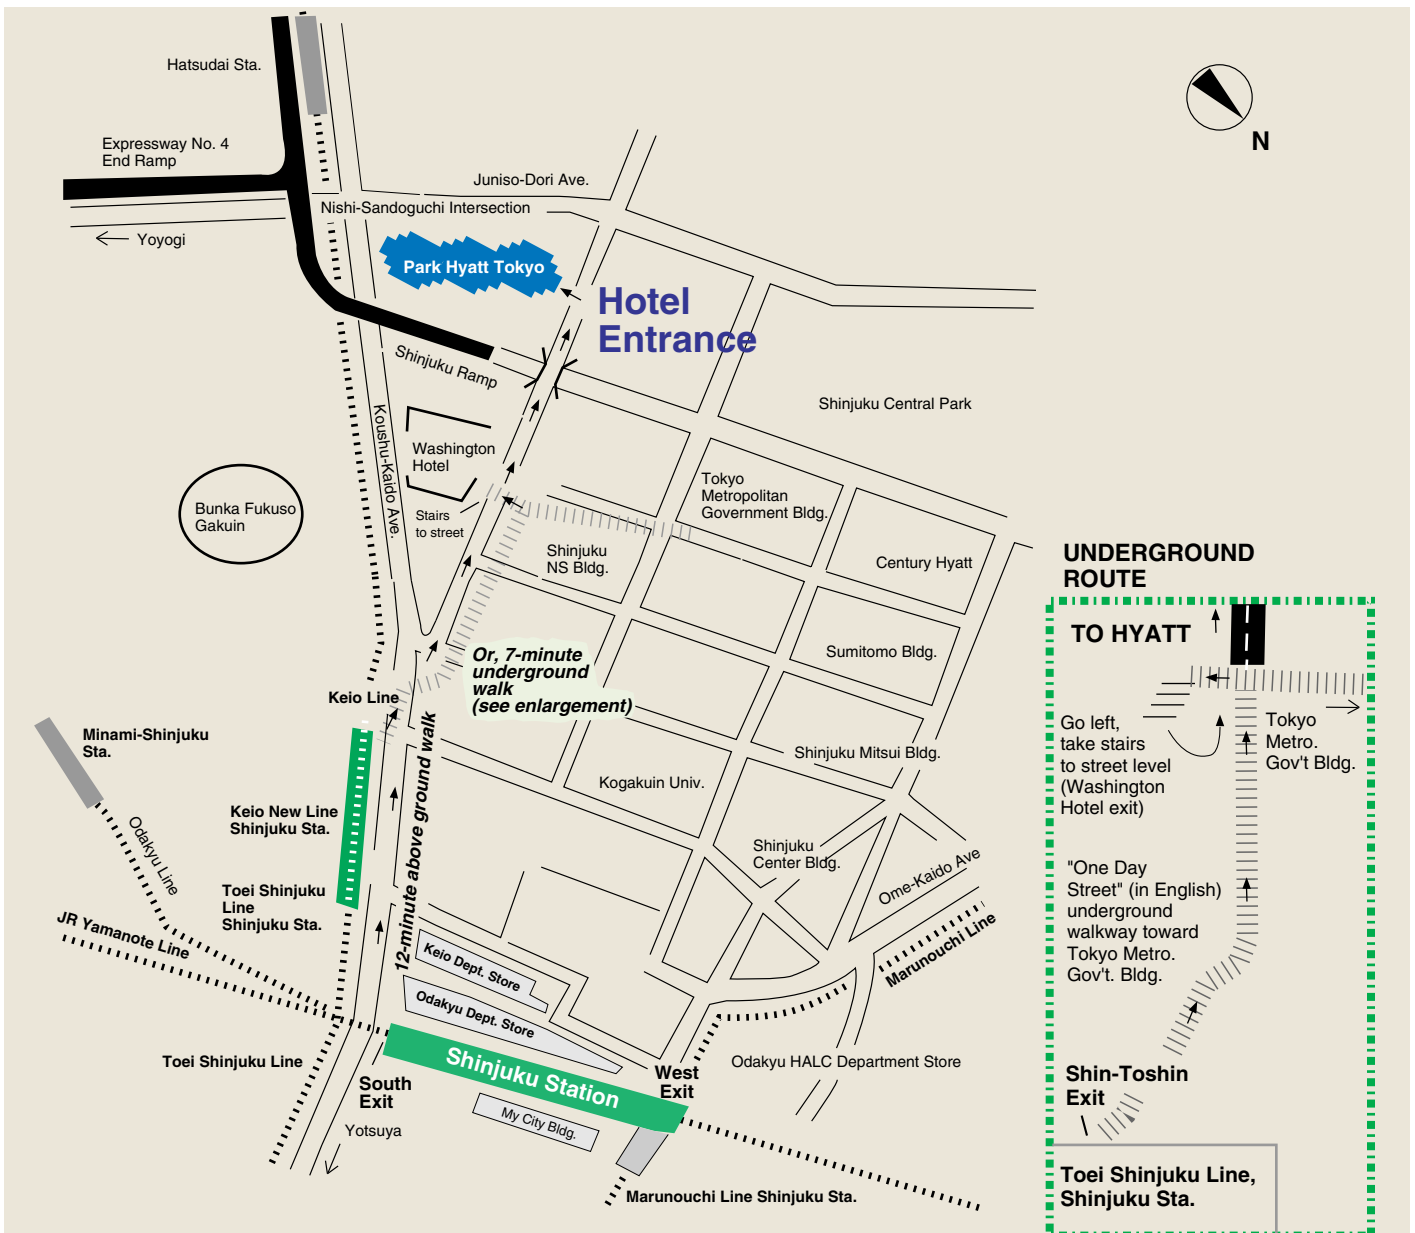 Hatsudai Sta.
Expressway No. 4
End Ramp
N
Juniso-Dori Ave.
Nishi-Sandoguchi Intersection
Yoyogi
Park Hyatt Tokyo
Hotel
Entrance
Shinjuku Ramp
Shinjuku Central Park
Koushu-Kaido Ave.
Washington
Hotel
Bunka Fukuso
Gakuin
Stairs
to street
Tokyo
Metropolitan
Government Bldg.
Shinjuku
NS Bldg.
Century Hyatt
Or, 7-minute
underground
walk
(see enlargement)
Sumitomo Bldg.
Keio Line
Minami-Shinjuku
Sta.
12-minute above ground walk
Shinjuku Mitsui Bldg.
Kogakuin Univ.
Keio New Line
Shinjuku Sta.
Odakyu Line
Shinjuku
Center Bldg.
Ome-Kaido Ave
Toei Shinjuku
Line
Shinjuku Sta.
JR Yamanote Line
Marunouchi Line
Keio Dept. Store
Odakyu Dept. Store
Toei Shinjuku Line
Shinjuku Station
Odakyu HALC Department Store
West
Exit
South
Exit
My City Bldg.
Yotsuya
Marunouchi Line Shinjuku Sta.
UNDERGROUND
ROUTE
TO HYATT
Go left,
take stairs
to street level
(Washington
Hotel exit)
Tokyo
Metro.
Gov't Bldg.
"One Day
Street" (in English)
underground
walkway toward
Tokyo Metro.
Gov't. Bldg.
Shin-Toshin
Exit
Toei Shinjuku Line,
Shinjuku Sta.